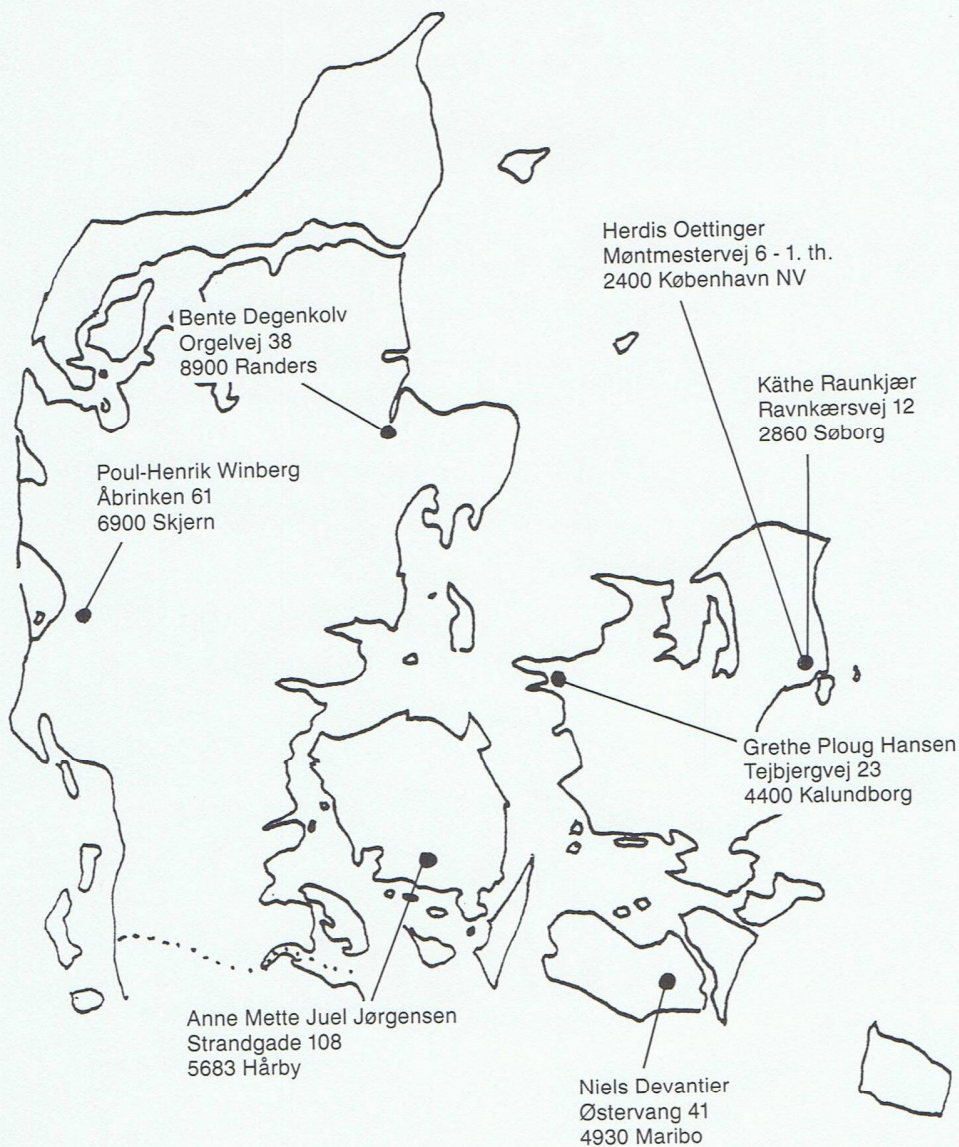 Herdis Oettinger
Møntmestervej 6 - 1. th.
2400 København NV
Bente Degenkolv
Orgelvej 38
8900 Randers
Käthe Raunkjær
Ravnkærsvej 12
2860 Søborg
Poul-Henrik Winberg
Åbrinken 61
6900 Skjern
Grethe Ploug Hansen
Tejbjergvej 23
4400 Kalundborg
Anne Mette Juel Jørgensen
Strandgade 108
5683 Hårby
Niels Devantier
Østervang 41
4930 Maribo